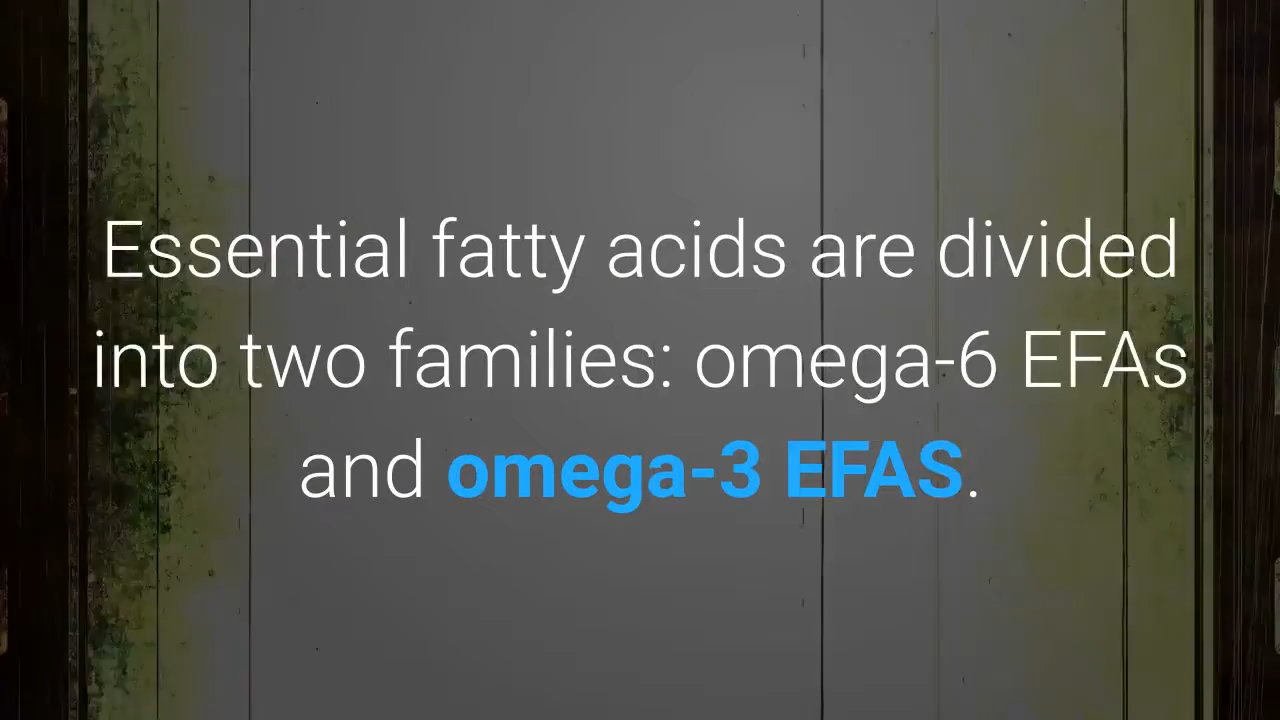 Essential fatty acids are divided
into two families: omega-6 EFAs
and omega-3 EFAS.